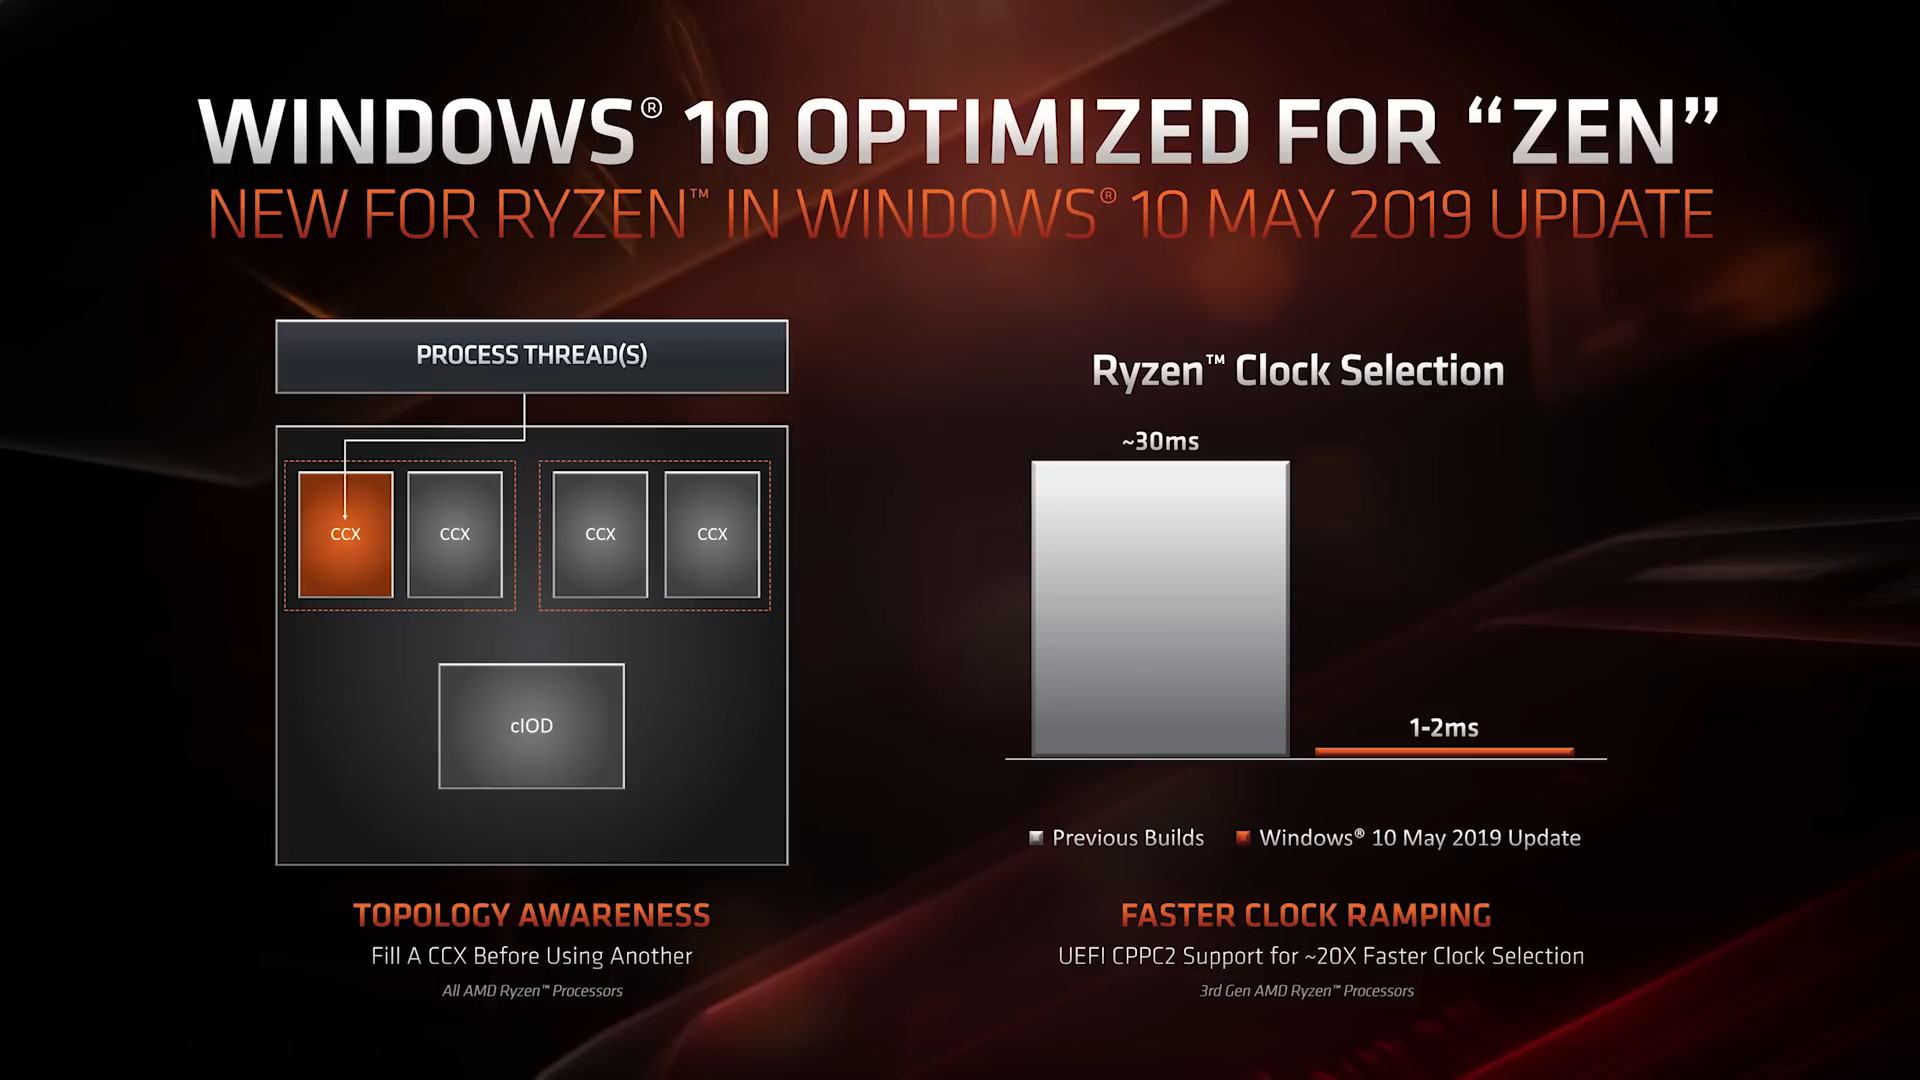 WINDOWS® 10 OPTIMIZED FOR “ZEN”
NEW FOR RYZEN™ IN WINDOWS® 10 MAY 2019 UPDATE
PROCESS THREAD(S)
CCX
CCX
CCX
CCX
cIOD
TOPOLOGY AWARENESS
Fill A CCX Before Using Another
All AMD Ryzen™ Processors
Ryzen™ Clock Selection
~30ms
1-2ms
Previous Builds
Windows® 10 May 2019 Update
FASTER CLOCK RAMPING
UEFI CPPC2 Support for ~20X Faster Clock Selection
3rd Gen AMD Ryzen™ Processors